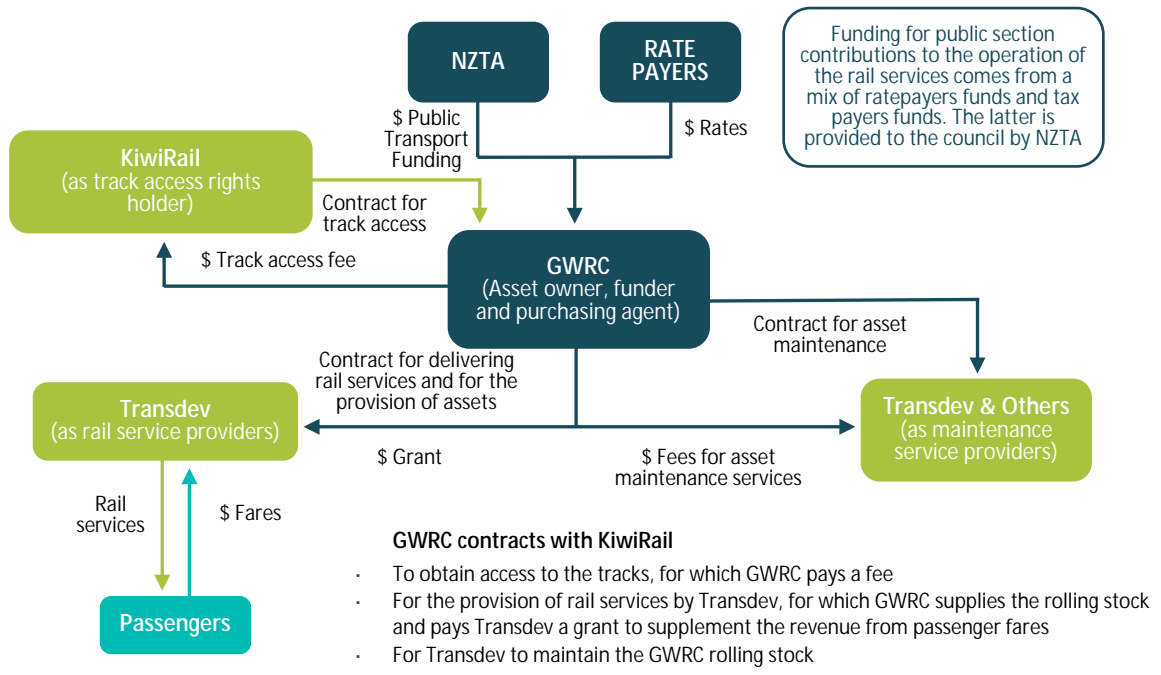 NZTA
RATE
PAYERS
Funding for public section
contributions to the operation of
the rail services comes from a
mix of ratepayers funds and tax
payers funds. The latter is
provided to the council by NZTA
$ Public
Transport
Funding
$ Rates
KiwiRail
(as track access rights
holder)
Contract for
track access
$ Track access fee
GWRC
(Asset owner, funder
and purchasing agent)
Contract for asset
maintenance
Contract for delivering
rail services and for the
provision of assets
Transdev
(as rail service providers)
Transdev & Others
(as maintenance
service providers)
$ Grant
$ Fees for asset
maintenance services
Rail
services
$ Fares
Passengers
GWRC contracts with KiwiRail
· To obtain access to the tracks, for which GWRC pays a fee
· For the provision of rail services by Transdev, for which GWRC supplies the rolling stock
and pays Transdev a grant to supplement the revenue from passenger fares
· For Transdev to maintain the GWRC rolling stock